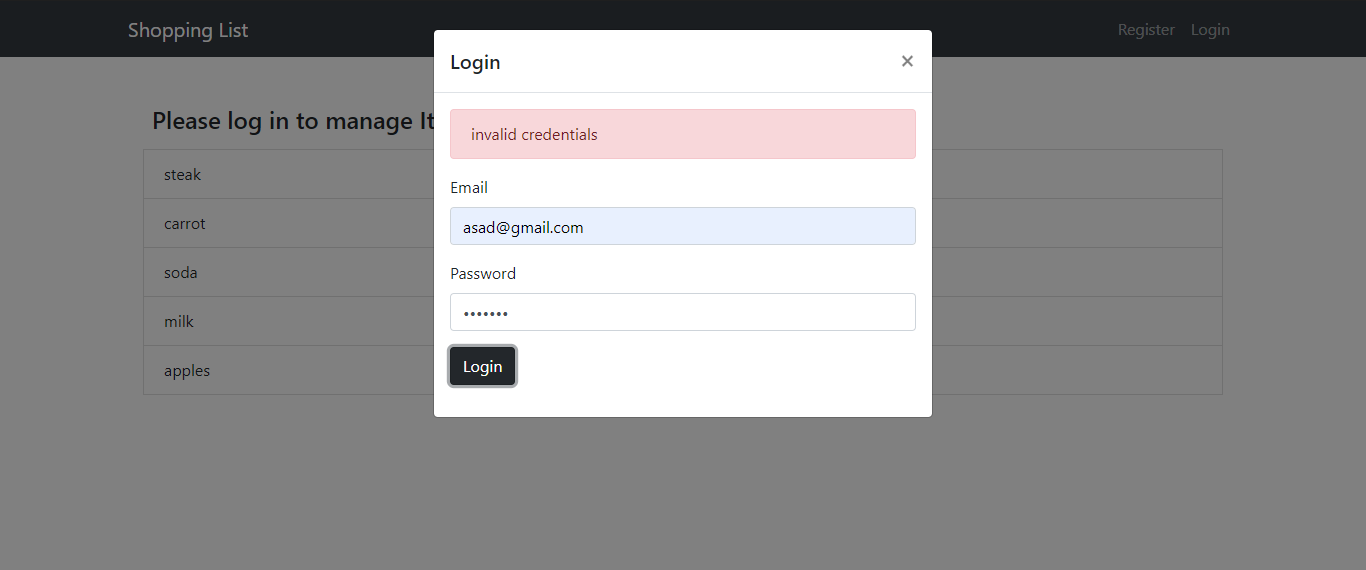 Shopping List
Register Login
Login ×
Please log in to manage It
invalid credentials
Email
asad@gmail.com
Password
•••••••
Login
steak
carrot
soda
milk
apples